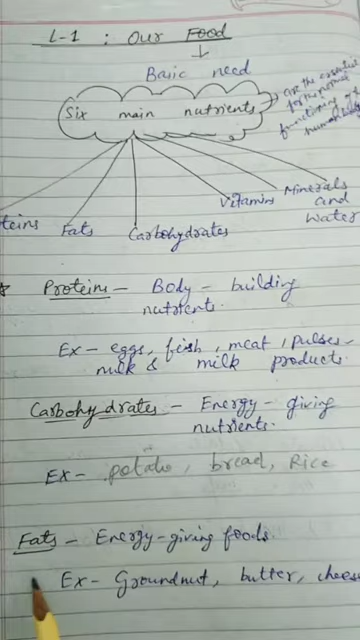 L-1 : Our Food
Basic need
Six main nutrients
are the essential
for the normal
functioning of
human body
teins
Fats
Carbohydrates
Vitamins
Minerals
and
Water
Proteins - Body - building
nutrients.
Ex - eggs, fish, meat, pulses-
milk & milk products.
Carbohydrates - Energy - giving
nutrients.
Ex - potato, bread, Rice
Fats - Energy-giving foods.
Ex - Groundnut, butter, chees